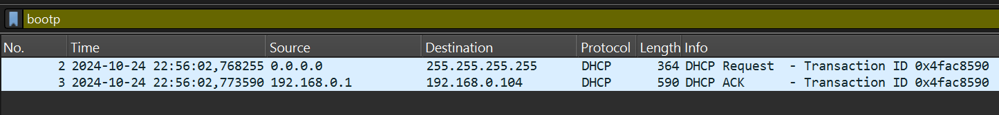 bootp
No. Time Source Destination Protocol Length Info
2 2024-10-24 22:56:02,768255 0.0.0.0 255.255.255.255 DHCP 364 DHCP Request - Transaction ID 0x4fac8590
3 2024-10-24 22:56:02,773590 192.168.0.1 192.168.0.104 DHCP 590 DHCP ACK - Transaction ID 0x4fac8590